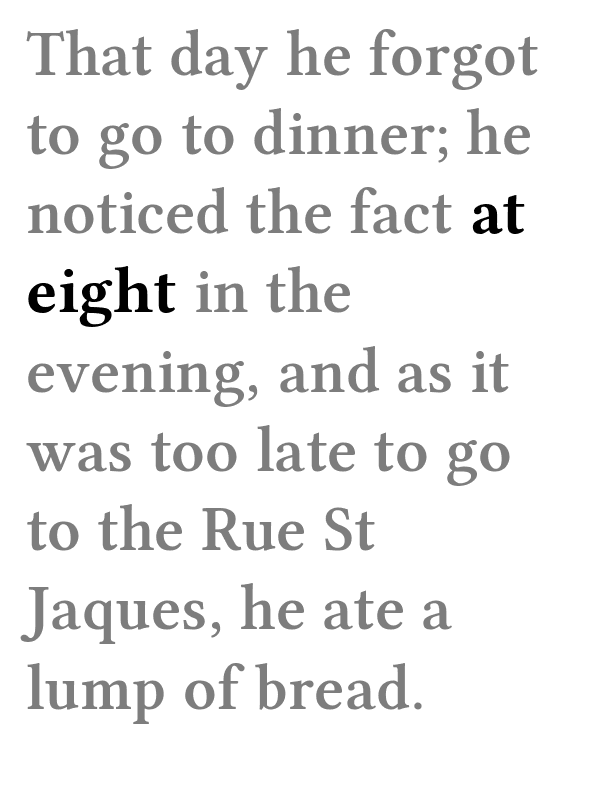 That day he forgot
to go to dinner; he
noticed the fact at
eight in the
evening, and as it
was too late to go
to the Rue St
Jaques, he ate a
lump of bread.